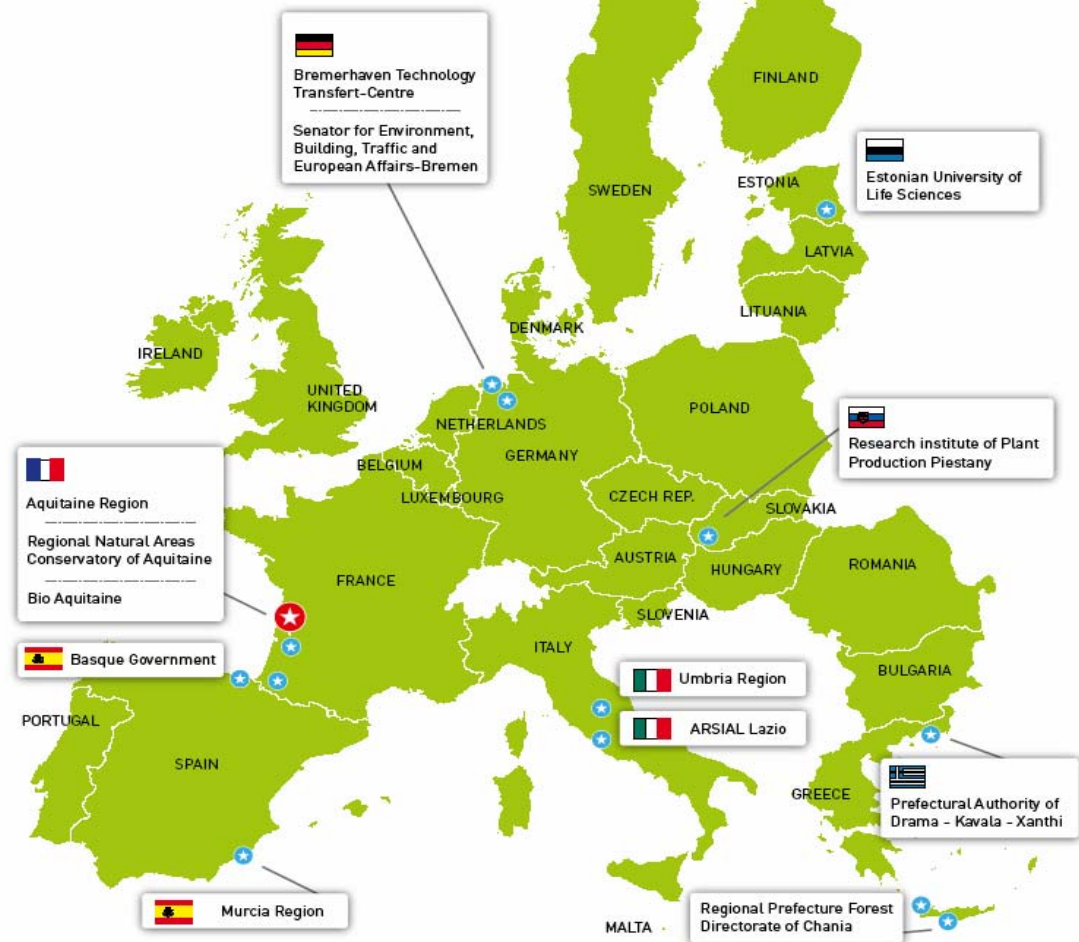 Bremerhaven Technology
Transfert-Centre
Senator for Environment,
Building, Traffic and
European Affairs-Bremen
FINLAND
Estonian University of
Life Sciences
SWEDEN
ESTONIA
LATVIA
LITUANIA
DENMARK
IRELAND
UNITED
KINGDOM
NETHERLANDS
POLAND
Research institute of Plant
Production Piestany
BELGIUM
GERMANY
LUXEMBOURG
CZECH REP.
SLOVAKIA
Aquitaine Region
Regional Natural Areas
Conservatory of Aquitaine
Bio Aquitaine
FRANCE
AUSTRIA
HUNGARY
ROMANIA
SLOVENIA
ITALY
Basque Government
Umbria Region
BULGARIA
PORTUGAL
ARSIAL Lazio
SPAIN
GREECE
Prefectural Authority of
Drama - Kavala - Xanthi
Murcia Region
MALTA
Regional Prefecture Forest
Directorate of Chania